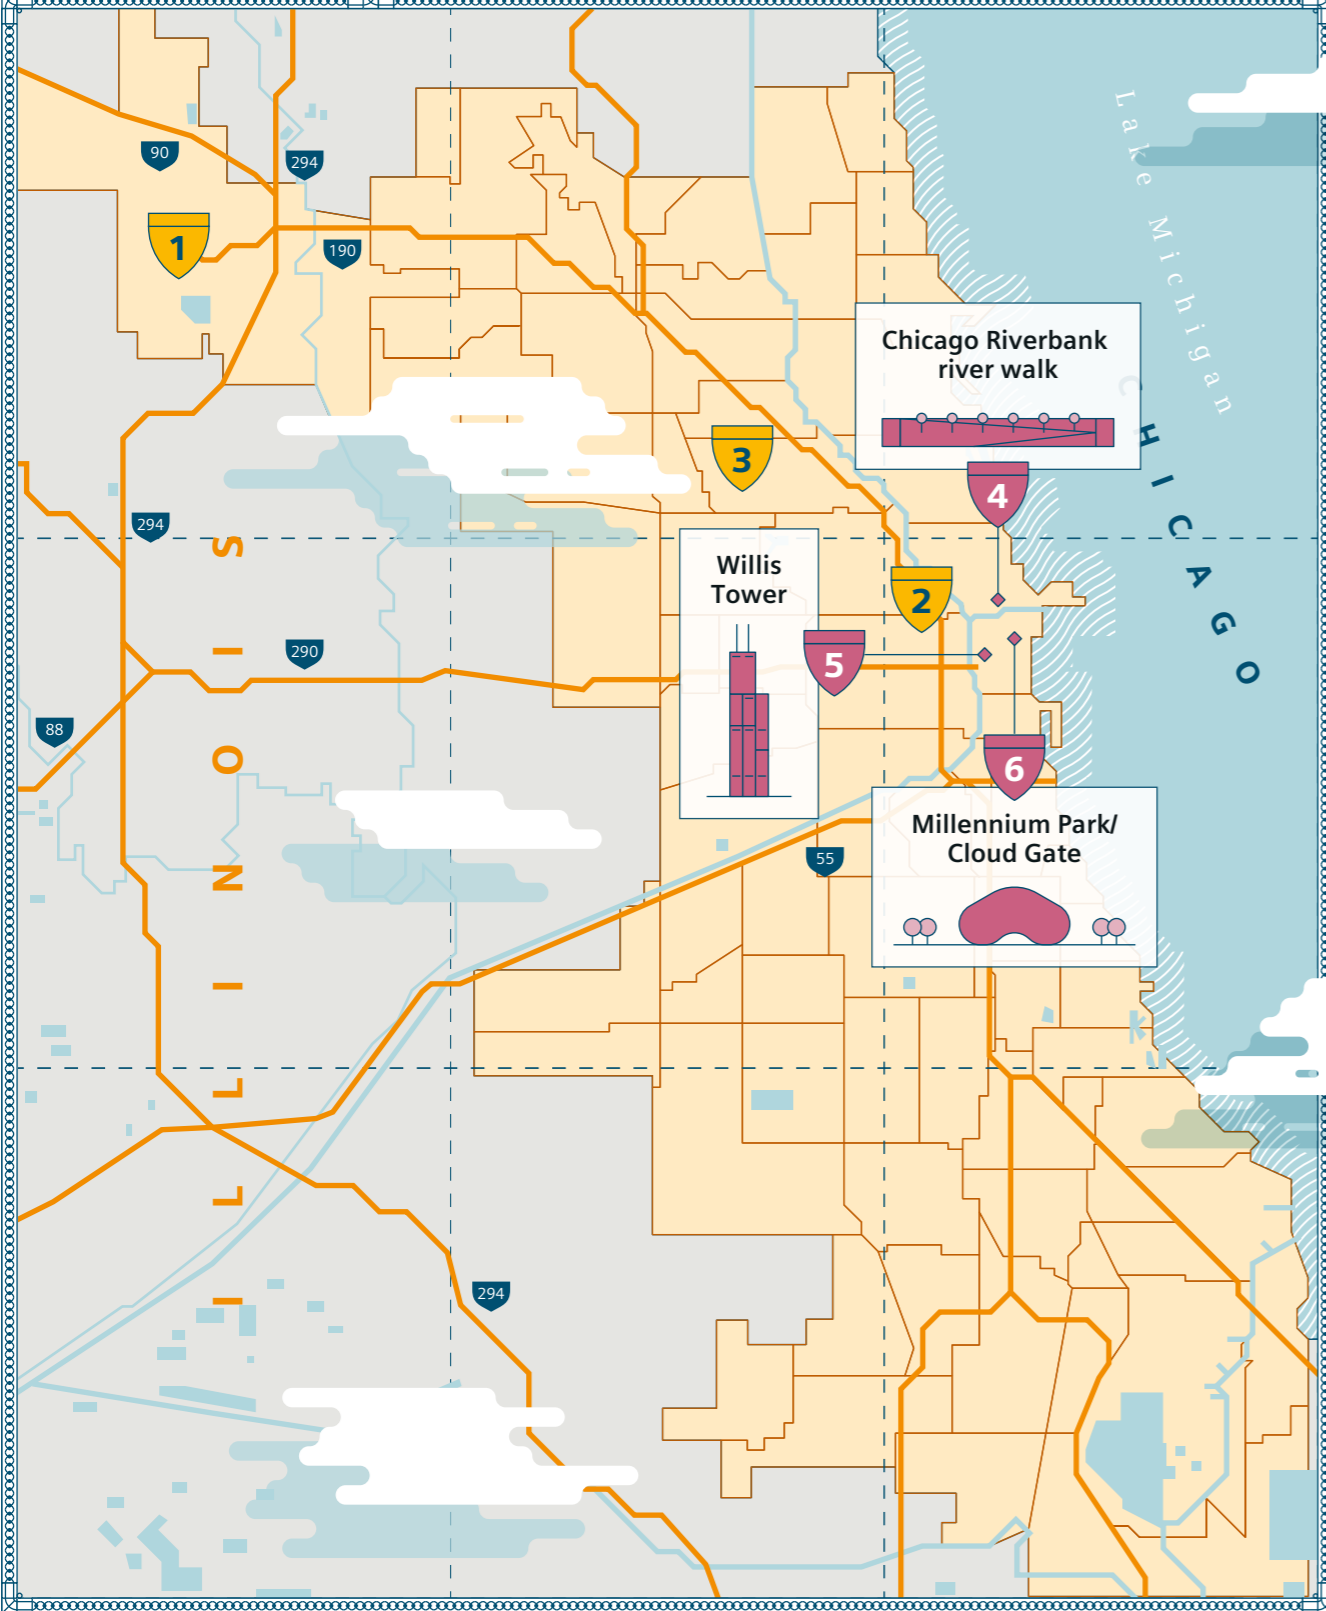 Lake Michigan
90
294
1
190
Chicago Riverbank
river walk
CHICAGO
3
4
294
Willis
Tower
2
290
5
88
6
Millennium Park/
Cloud Gate
55
ILLINOIS
294